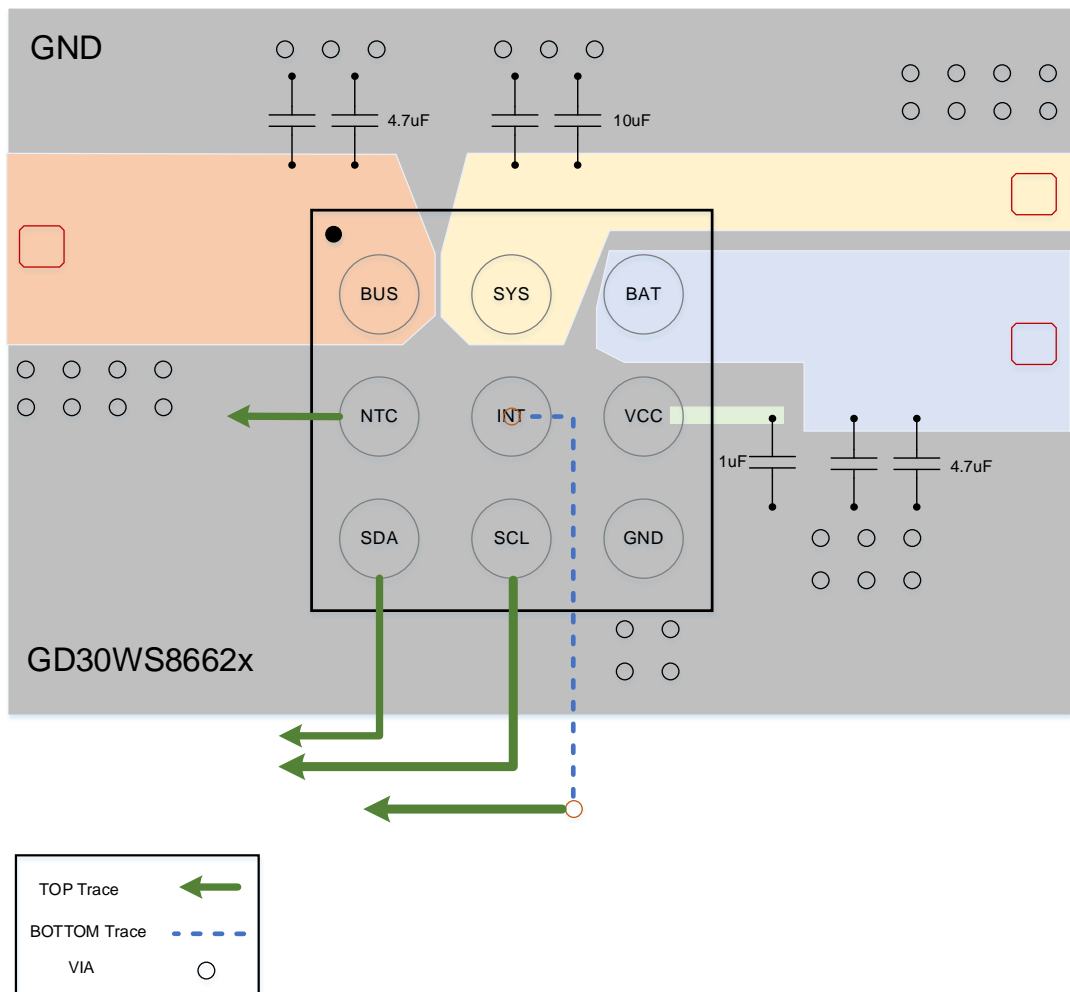 GND
4.7uF
10uF
BUS
SYS
BAT
NTC
INT
VCC
1uF
4.7uF
SDA
SCL
GND
GD30WS8662x
TOP Trace
BOTTOM Trace
VIA